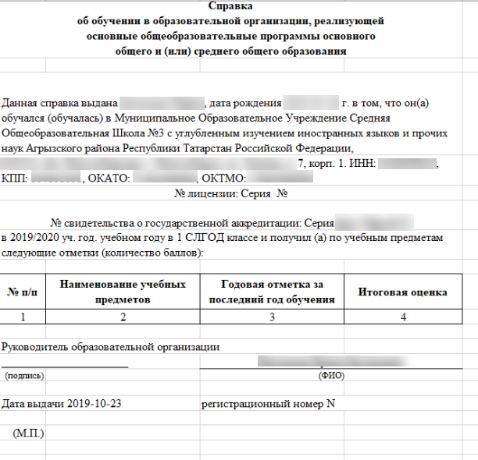 Справка
об обучении в образовательной организации, реализующей
основные общеобразовательные программы основного
общего и (или) среднего общего образования
Данная справка выдана , дата рождения г. в том, что он(а)
обучался (обучалась) в Муниципальное Образовательное Учреждение Средняя
Общеобразовательная Школа №3 с углубленным изучением иностранных языков и прочих
наук Агрызского района Республики Татарстан Российской Федерации,
7, корп. 1. ИНН: ,
КПП: , ОКАТО: , ОКТМО:
№ лицензии: Серия №
№ свидетельства о государственной аккредитации: Серия
в 2019/2020 уч. год. учебном году в 1 СЛГОД классе и получил (а) по учебным предметам
следующие отметки (количество баллов):
№ п/п Наименование учебных предметов Годовая отметка за последний год обучения Итоговая оценка
1 2 3 4
Руководитель образовательной организации
(подпись) (ФИО)
Дата выдачи 2019-10-23 регистрационный номер N
(М.П.)